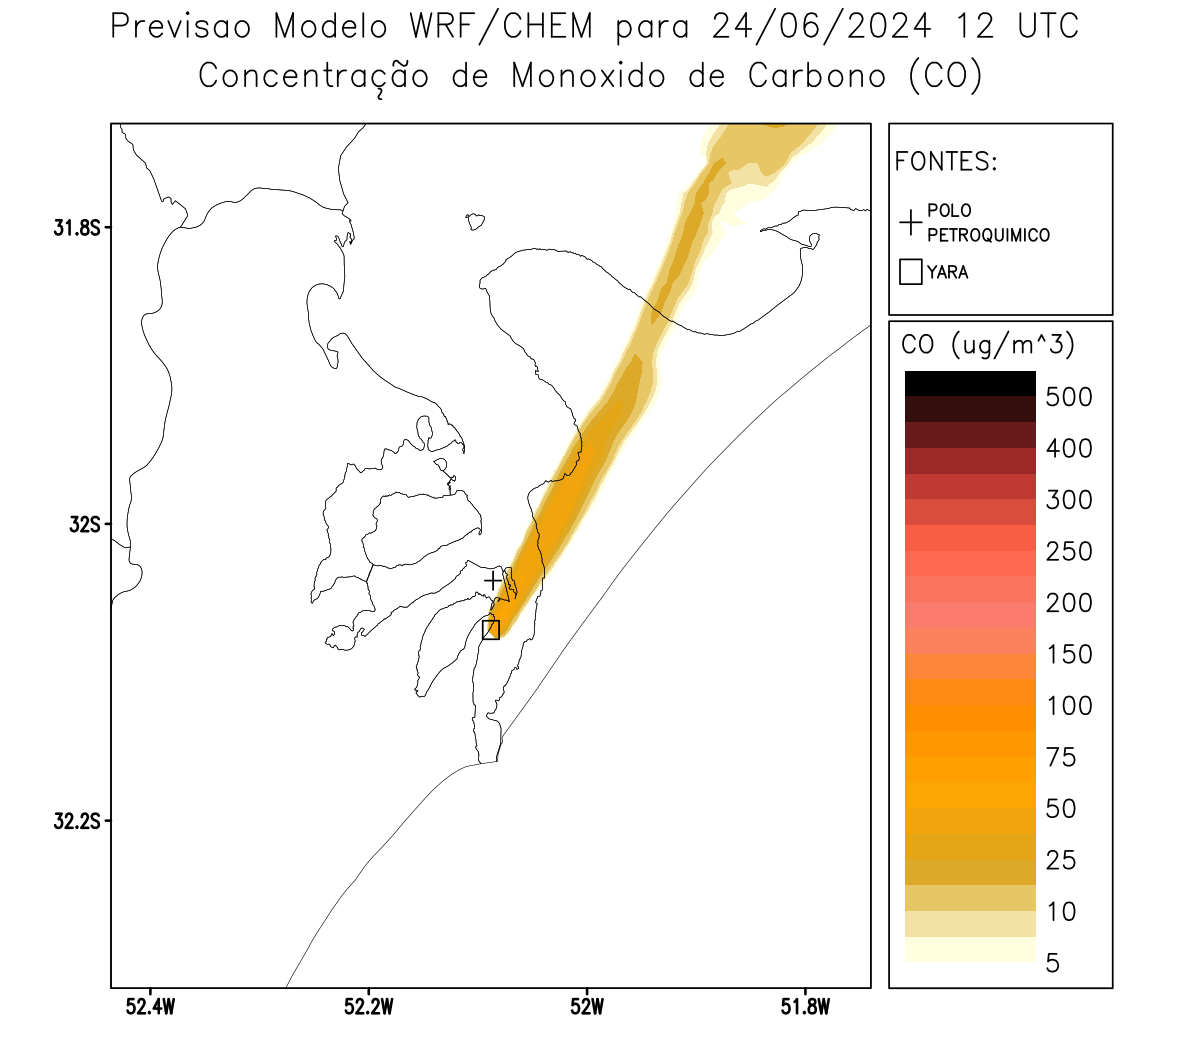 Previsao Modelo WRF/CHEM para 24/06/2024 12 UTC
Concentração de Monoxido de Carbono (CO)
FONTES:
POLO
PETROQUIMICO
YARA
CO (ug/m^3)
500
400
300
250
200
150
100
75
50
25
10
5
31.8S
32S
32.2S
52.4W
52.2W
52W
51.8W